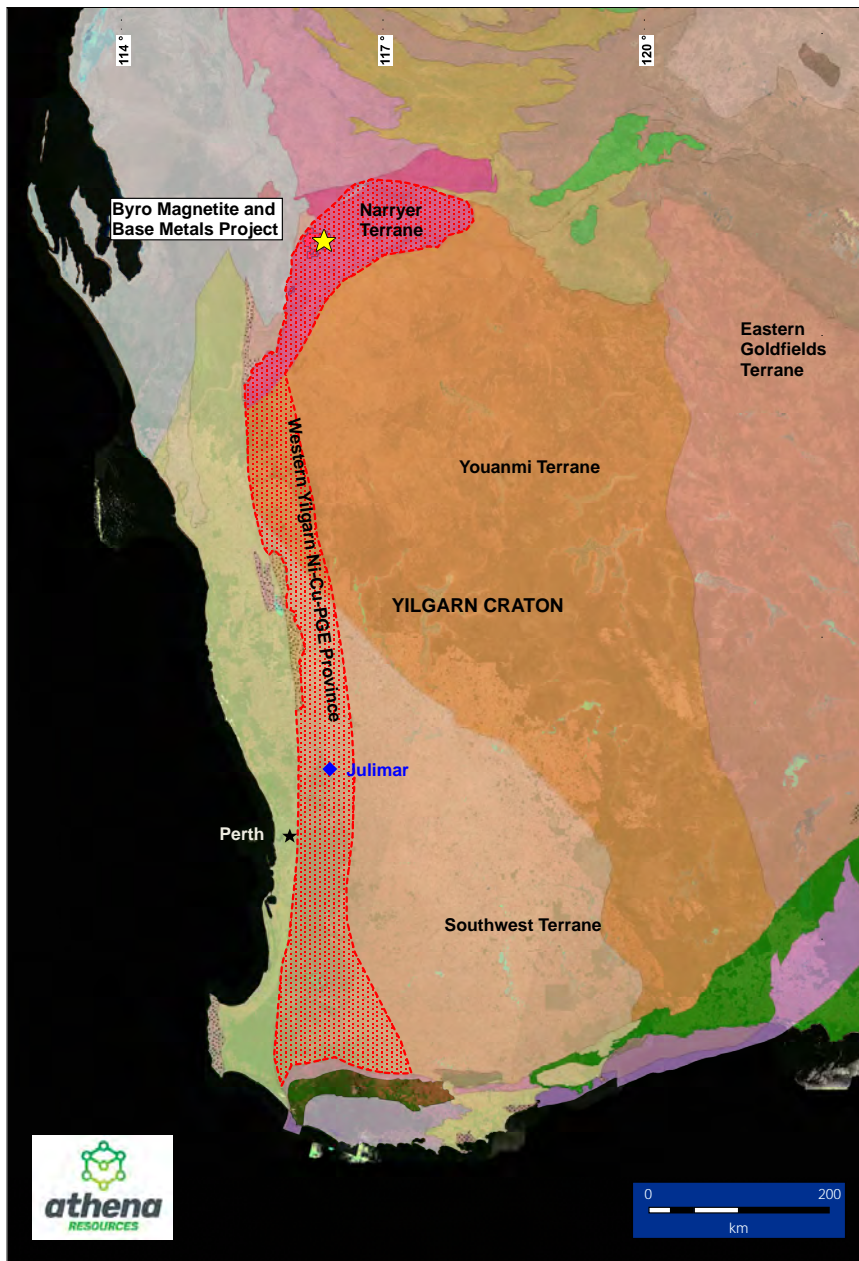 114 °
117 °
120 °
Byro Magnetite and
Base Metals Project
Narryer
Terrane
Eastern
Goldfields
Terrane
Western Yilgarn Ni-Cu-PGE Province
Youanmi Terrane
YILGARN CRATON
Julimar
Perth
Southwest Terrane
athena
RESOURCES
0 200
km